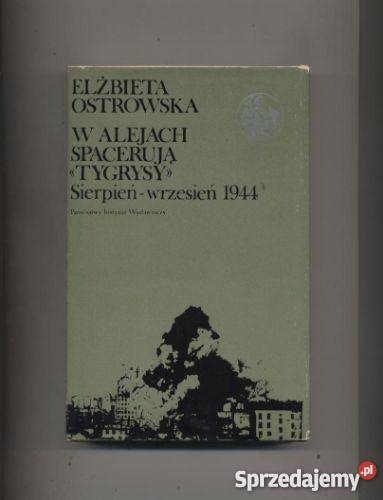 ELŻBIETA
OSTROWSKA
W ALEJACH
SPACERUJĄ
«TYGRYSY»
Sierpień-wrzesień 1944
Państwowy Instytut Wydawniczy
Sprzedajemy.pl